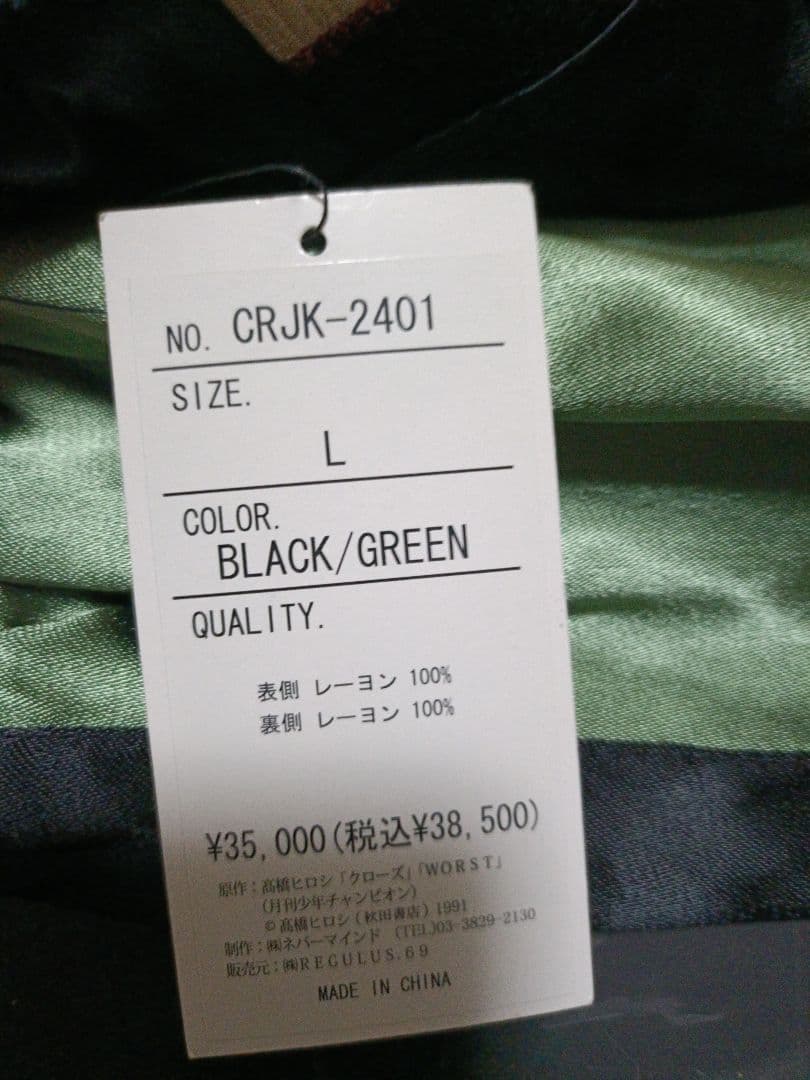 NO. CRJK-2401
SIZE.
L
COLOR.
BLACK/GREEN
QUALITY.
表側 レーヨン 100%
裏側 レーヨン 100%
¥35,000(税込¥38,500)
原作：髙橋ヒロシ「クローズ」「WORST」
(月刊少年チャンピオン)
© 髙橋ヒロシ (秋田書店) 1991
制作：㈱ネバーマインド (TEL)03-3829-2130
販売元：㈱REGULUS.69
MADE IN CHINA